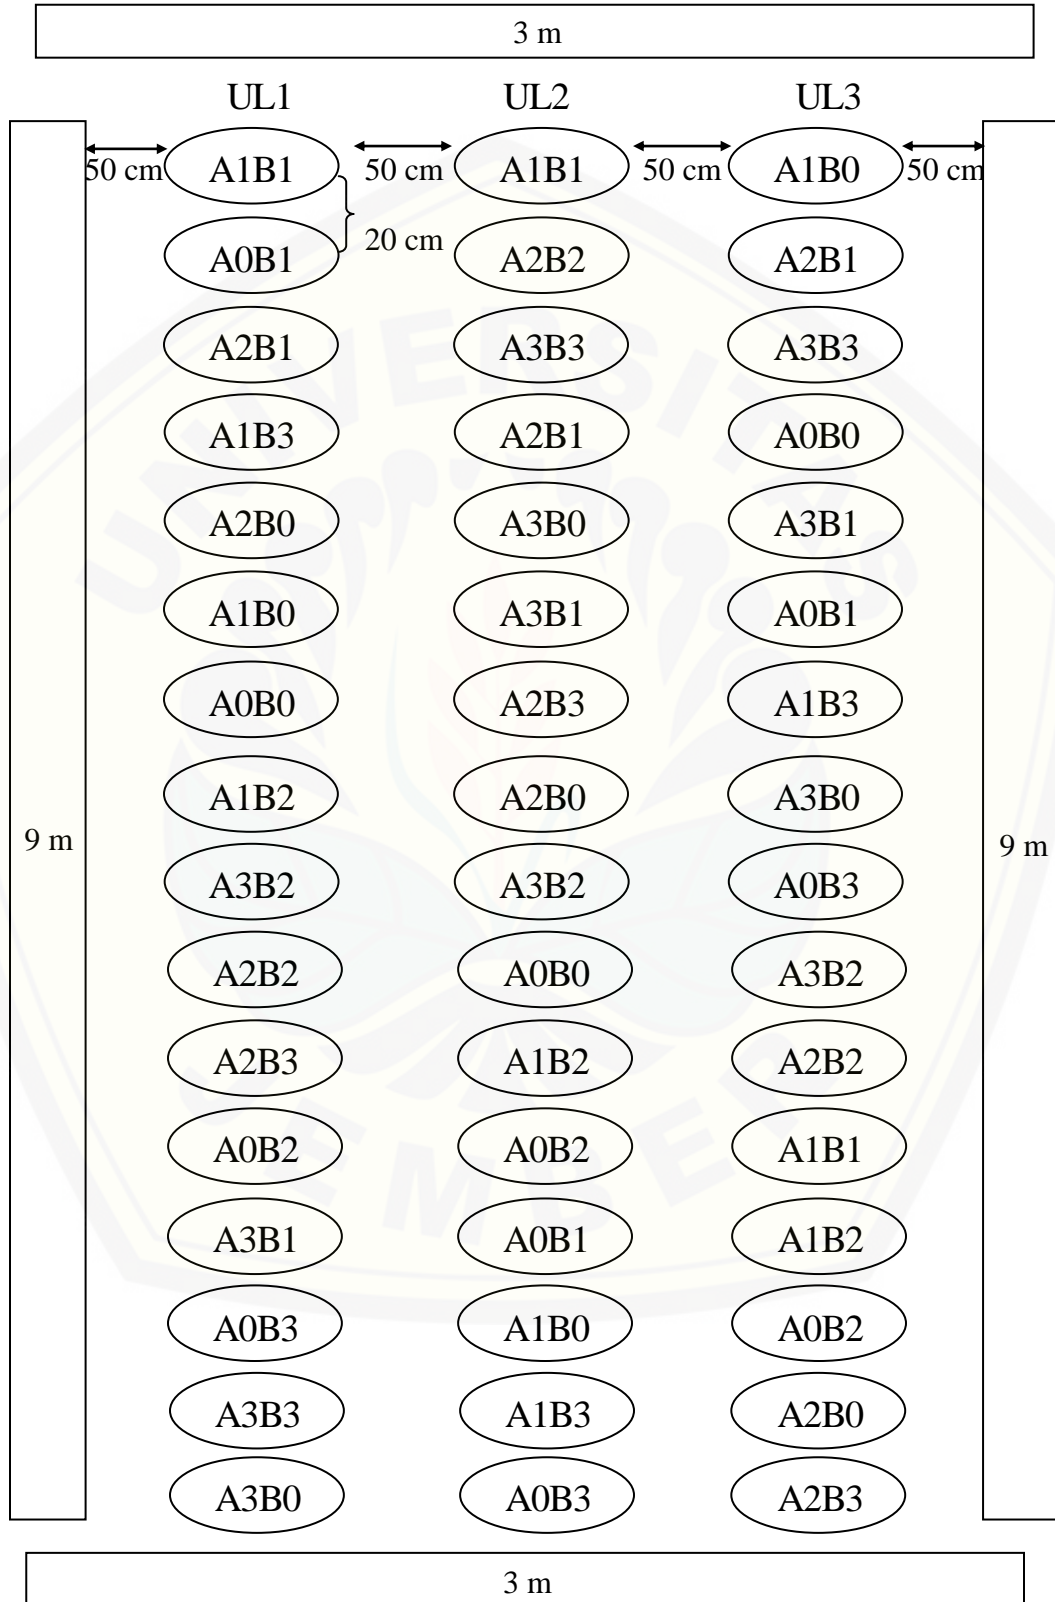 3 m
UL1 UL2 UL3
50 cm A1B1 50 cm A1B1 50 cm A1B0 50 cm
20 cm
A0B1 A2B2 A2B1
A2B1 A3B3 A3B3
A1B3 A2B1 A0B0
A2B0 A3B0 A3B1
A1B0 A3B1 A0B1
A0B0 A2B3 A1B3
A1B2 A2B0 A3B0
9 m 9 m
A3B2 A3B2 A0B3
A2B2 A0B0 A3B2
A2B3 A1B2 A2B2
A0B2 A0B2 A1B1
A3B1 A0B1 A1B2
A0B3 A1B0 A0B2
A3B3 A1B3 A2B0
A3B0 A0B3 A2B3
3 m
UNIVERSITAS
JEMBER